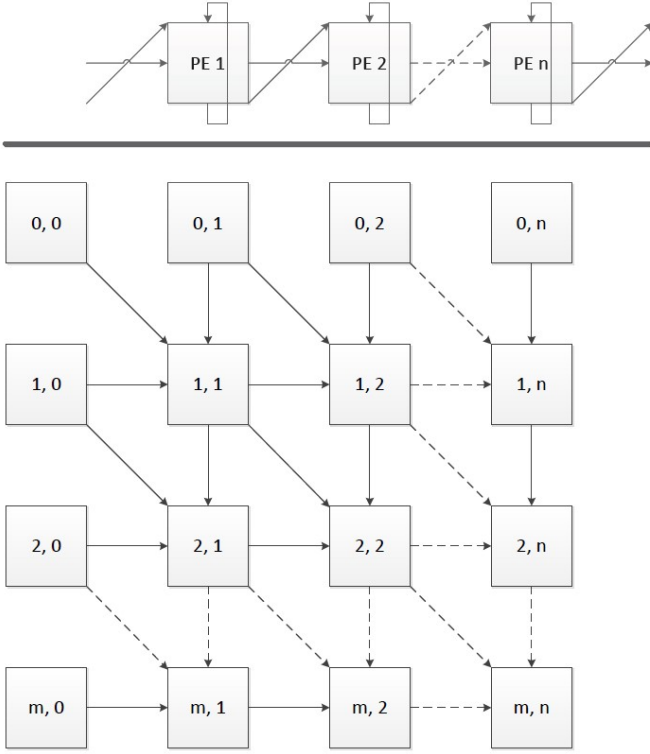 PE 1 PE 2 PE n
0, 0 0, 1 0, 2 0, n
1, 0 1, 1 1, 2 1, n
2, 0 2, 1 2, 2 2, n
m, 0 m, 1 m, 2 m, n